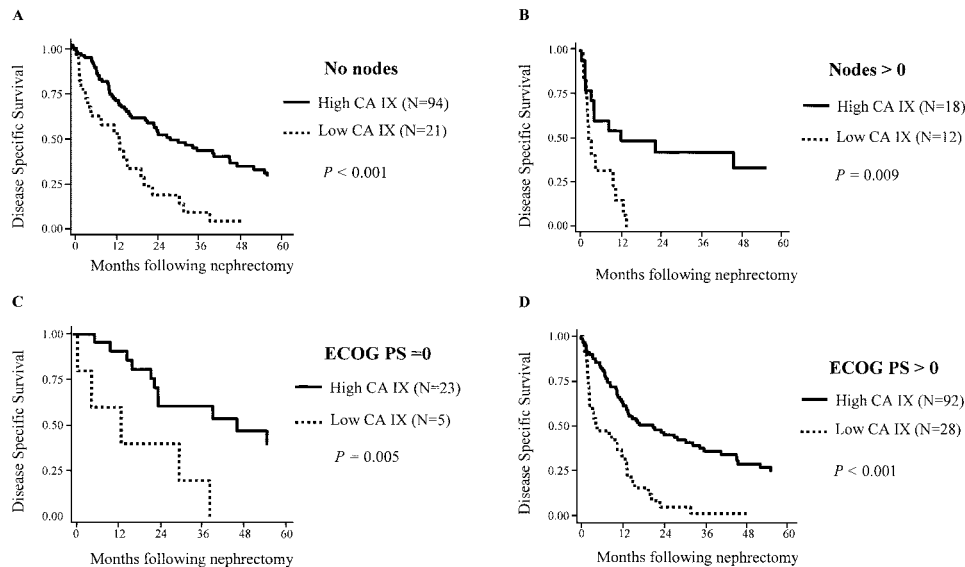 A
Disease Specific Survival
1.00
0.75
0.50
0.25
0.00
0 12 24 36 48 60
Months following nephrectomy
No nodes
High CA IX (N=94)
Low CA IX (N=21)
P < 0.001
B
Disease Specific Survival
1.00
0.75
0.50
0.25
0.00
0 12 24 36 48 60
Months following nephrectomy
Nodes > 0
High CA IX (N=18)
Low CA IX (N=12)
P = 0.009
C
Disease Specific Survival
1.00
0.75
0.50
0.25
0.00
0 12 24 36 48 60
Months following nephrectomy
ECOG PS =0
High CA IX (N=23)
Low CA IX (N=5)
P = 0.005
D
Disease Specific Survival
1.00
0.75
0.50
0.25
0.00
0 12 24 36 48 60
Months following nephrectomy
ECOG PS > 0
High CA IX (N=92)
Low CA IX (N=28)
P < 0.001